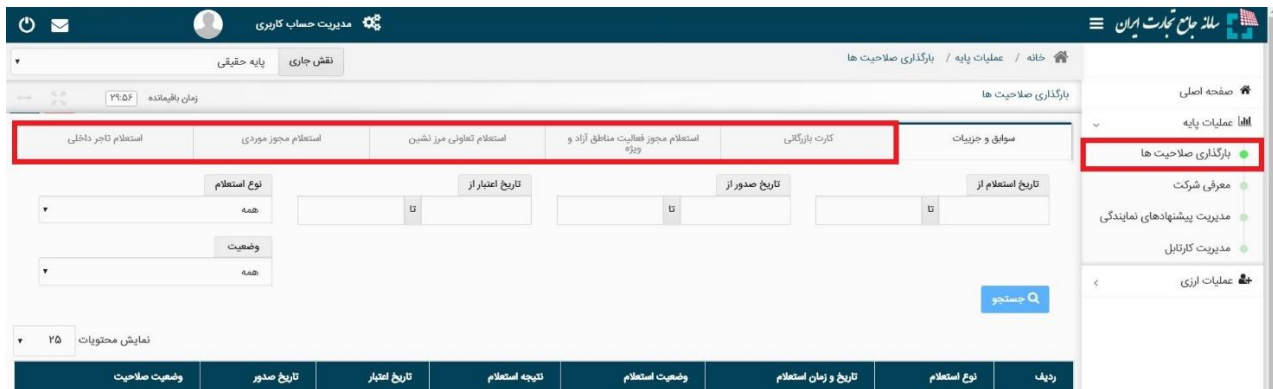 سامانه جامع تجارت ایران
مدیریت حساب کاربری
خانه / عملیات پایه / بارگذاری صلاحیت ها
نقش جاری
پایه حقیقی
صفحه اصلی
عملیات پایه
بارگذاری صلاحیت ها
معرفی شرکت
مدیریت پیشنهادهای نمایندگی
مدیریت کارتابل
عملیات ارزی
بارگذاری صلاحیت ها
زمان باقیمانده ۲۹:۵۶
سوابق و جزییات
کارت بازرگانی
استعلام مجوز فعالیت مناطق آزاد و
ویژه
استعلام تعاونی مرز نشین
استعلام مجوز موردی
استعلام تاجر داخلی
تاریخ استعلام از
تاریخ صدور از
تاریخ اعتبار از
نوع استعلام
تا
تا
تا
همه
وضعیت
همه
جستجو
نمایش محتویات ۲۵
ردیف
نوع استعلام
تاریخ و زمان استعلام
وضعیت استعلام
نتیجه استعلام
تاریخ اعتبار
تاریخ صدور
وضعیت صلاحیت